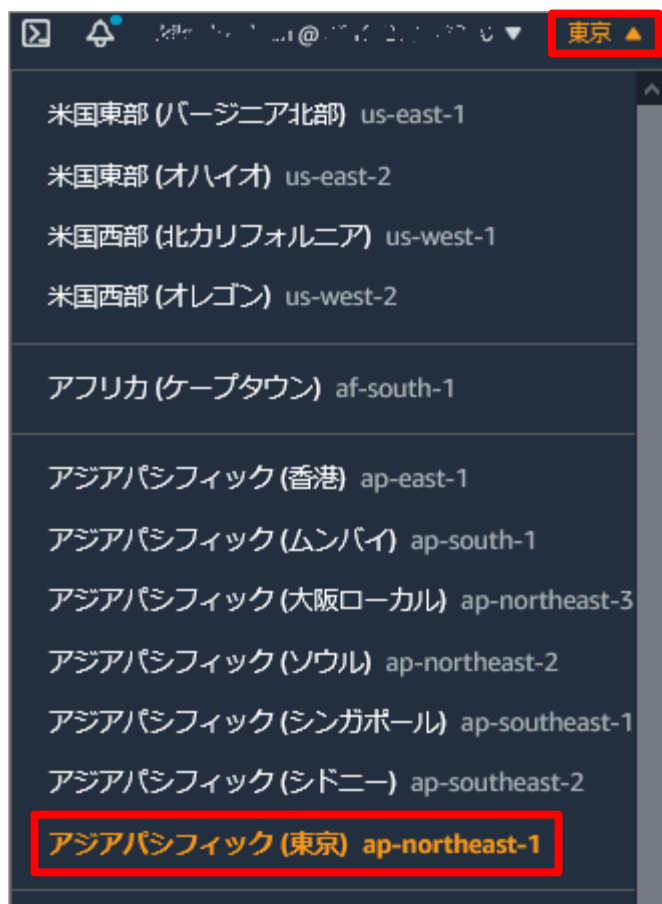 @ ▼ 東京 ▲
米国東部 (バージニア北部) us-east-1
米国東部 (オハイオ) us-east-2
米国西部 (北カリフォルニア) us-west-1
米国西部 (オレゴン) us-west-2
アフリカ (ケープタウン) af-south-1
アジアパシフィック (香港) ap-east-1
アジアパシフィック (ムンバイ) ap-south-1
アジアパシフィック (大阪ローカル) ap-northeast-3
アジアパシフィック (ソウル) ap-northeast-2
アジアパシフィック (シンガポール) ap-southeast-1
アジアパシフィック (シドニー) ap-southeast-2
アジアパシフィック (東京) ap-northeast-1